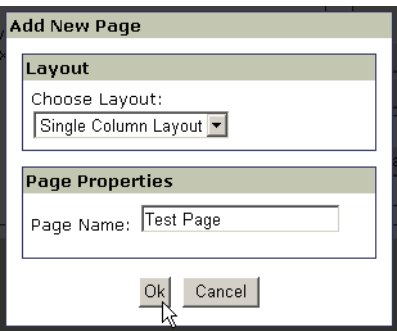 Add New Page
Layout
Choose Layout:
Single Column Layout
Page Properties
Page Name: Test Page
Ok Cancel